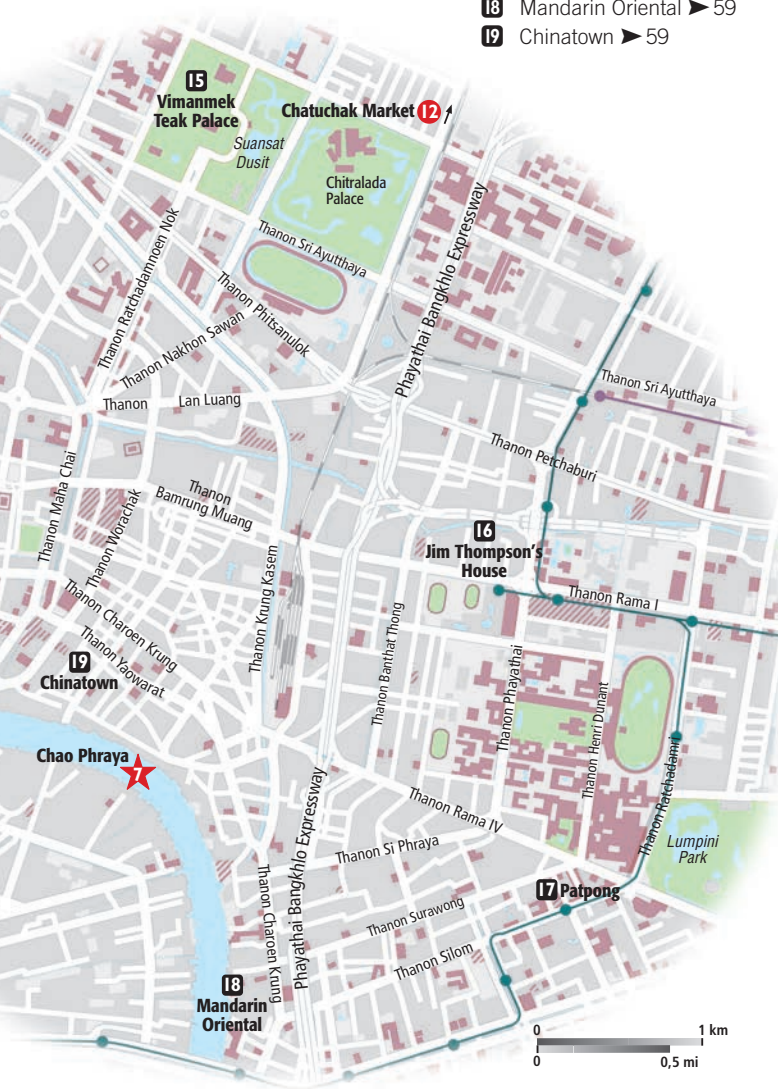 18 Mandarin Oriental ➤ 59
19 Chinatown ➤ 59
15
Vimanmek
Teak Palace
Chatuchak Market 12
Suansat
Dusit
Chitralada
Palace
Thanon Sri Ayutthaya
Thanon Ratchadamnoen Nok
Thanon Phitsanulok
Phayathai Bangkhlo Expressway
Thanon Nakhon Sawan
Thanon Lan Luang
Thanon Sri Ayutthaya
Thanon Petchaburi
Thanon Maha Chai
Thanon Worachak
Thanon
Bamrung Muang
16
Jim Thompson's
House
Thanon Krung Kasem
Thanon Rama I
Thanon Charoen Krung
Thanon Yaowarat
19
Chinatown
Thanon Banthat Thong
Thanon Phayathai
Thanon Henri Dunant
Thanon Ratchadamri
Chao Phraya
7
Thanon Rama IV
Phayathai Bangkhlo Expressway
Thanon Si Phraya
Lumpini
Park
Thanon Charoen Krung
17 Patpong
Thanon Surawong
Thanon Silom
18
Mandarin
Oriental
0 1 km
0 0,5 mi